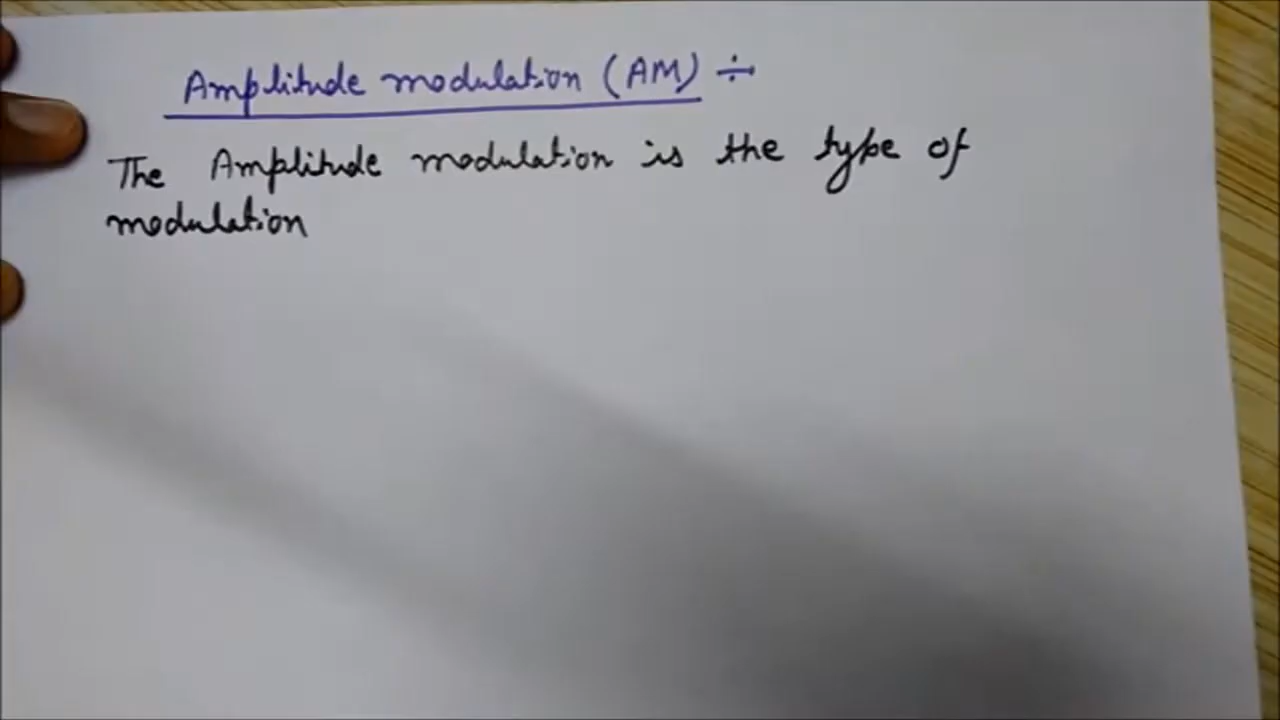 Amplitude modulation (AM) ÷
The Amplitude modulation is the type of
modulation